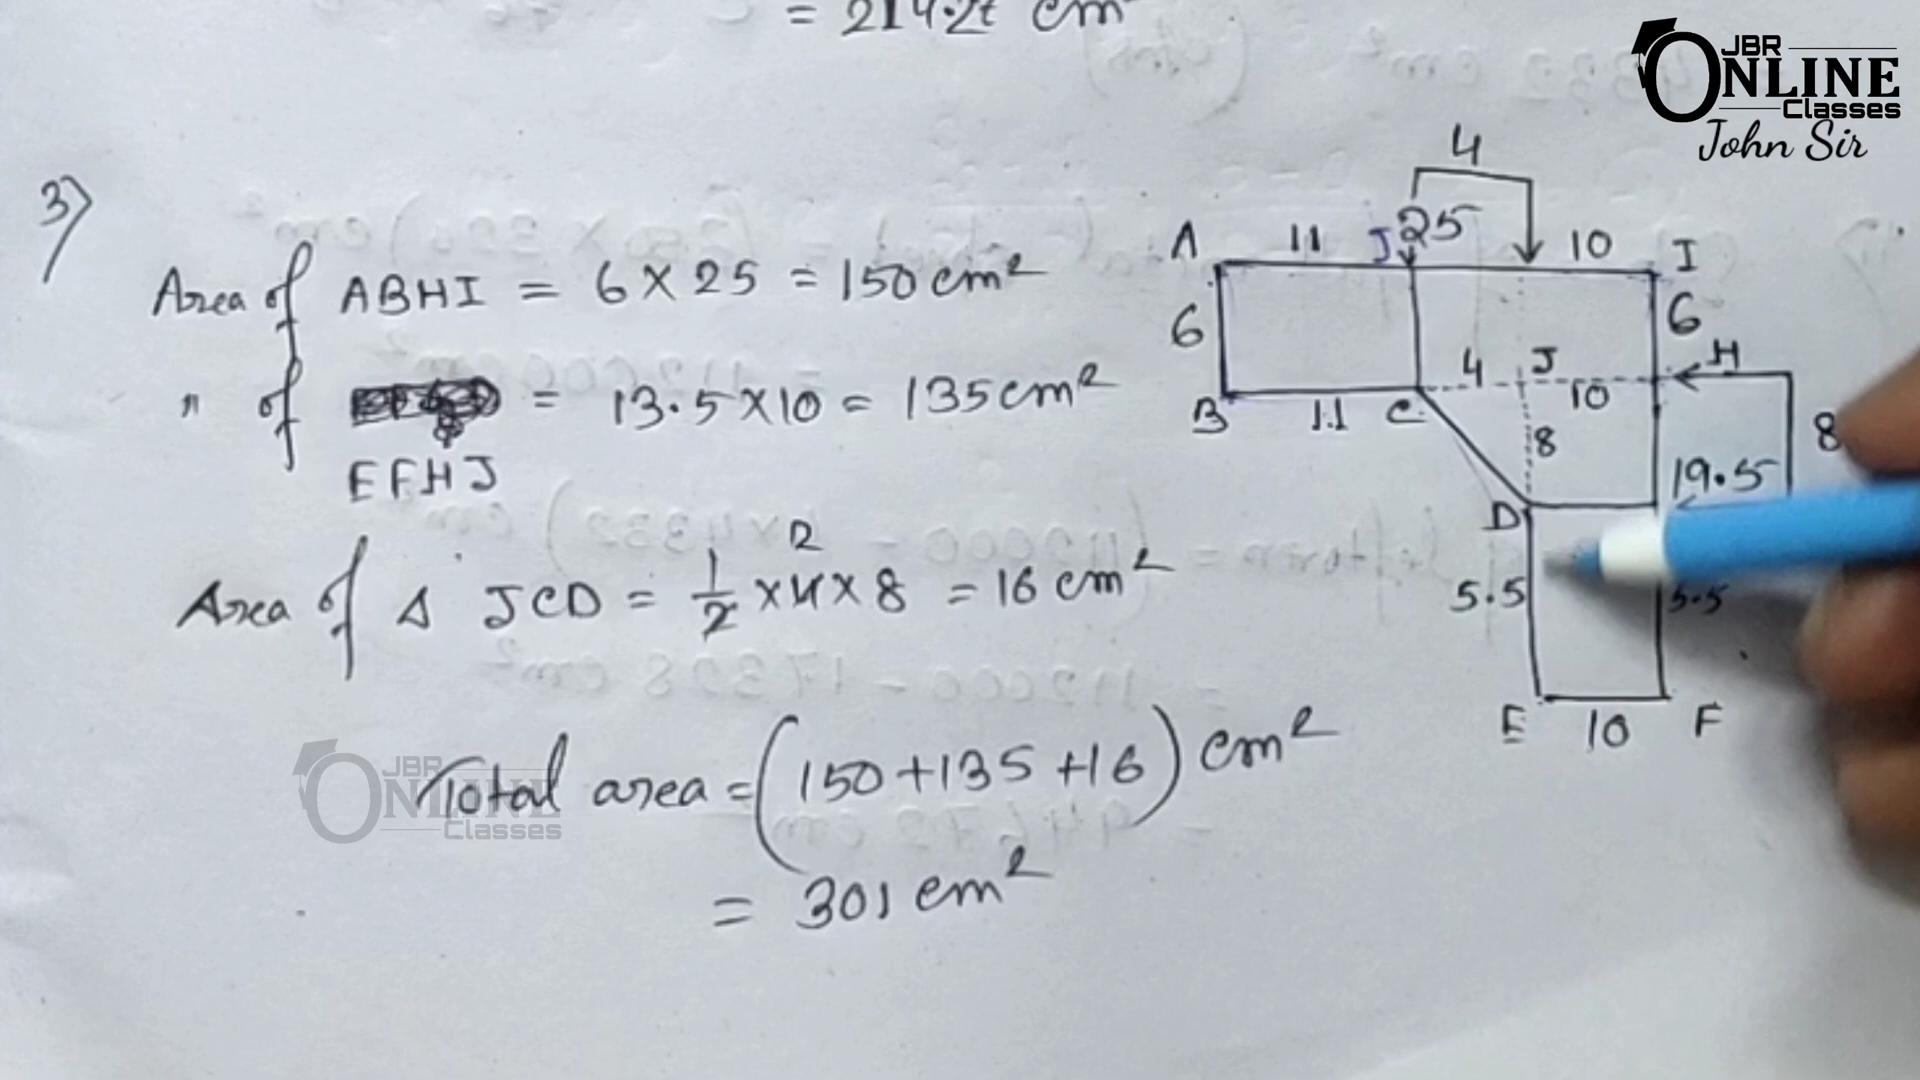 = 214.2 cm
JBR
ONLINE
Classes
John Sir
3)
Area of ABHI = 6 × 25 = 150 cm²
" of = 13.5 × 10 = 135 cm²
EFHJ
Area of Δ JCD = 1/2 × 4 × 8 = 16 cm²
2
Total area = (150 + 135 + 16) cm²
= 301 cm²
JBR
ONLINE
Classes
4
A 11 J 25 10 I
6 6
4 J 10 H
B 11 C 8 8
19.5
D
5.5 5.5
E 10 F